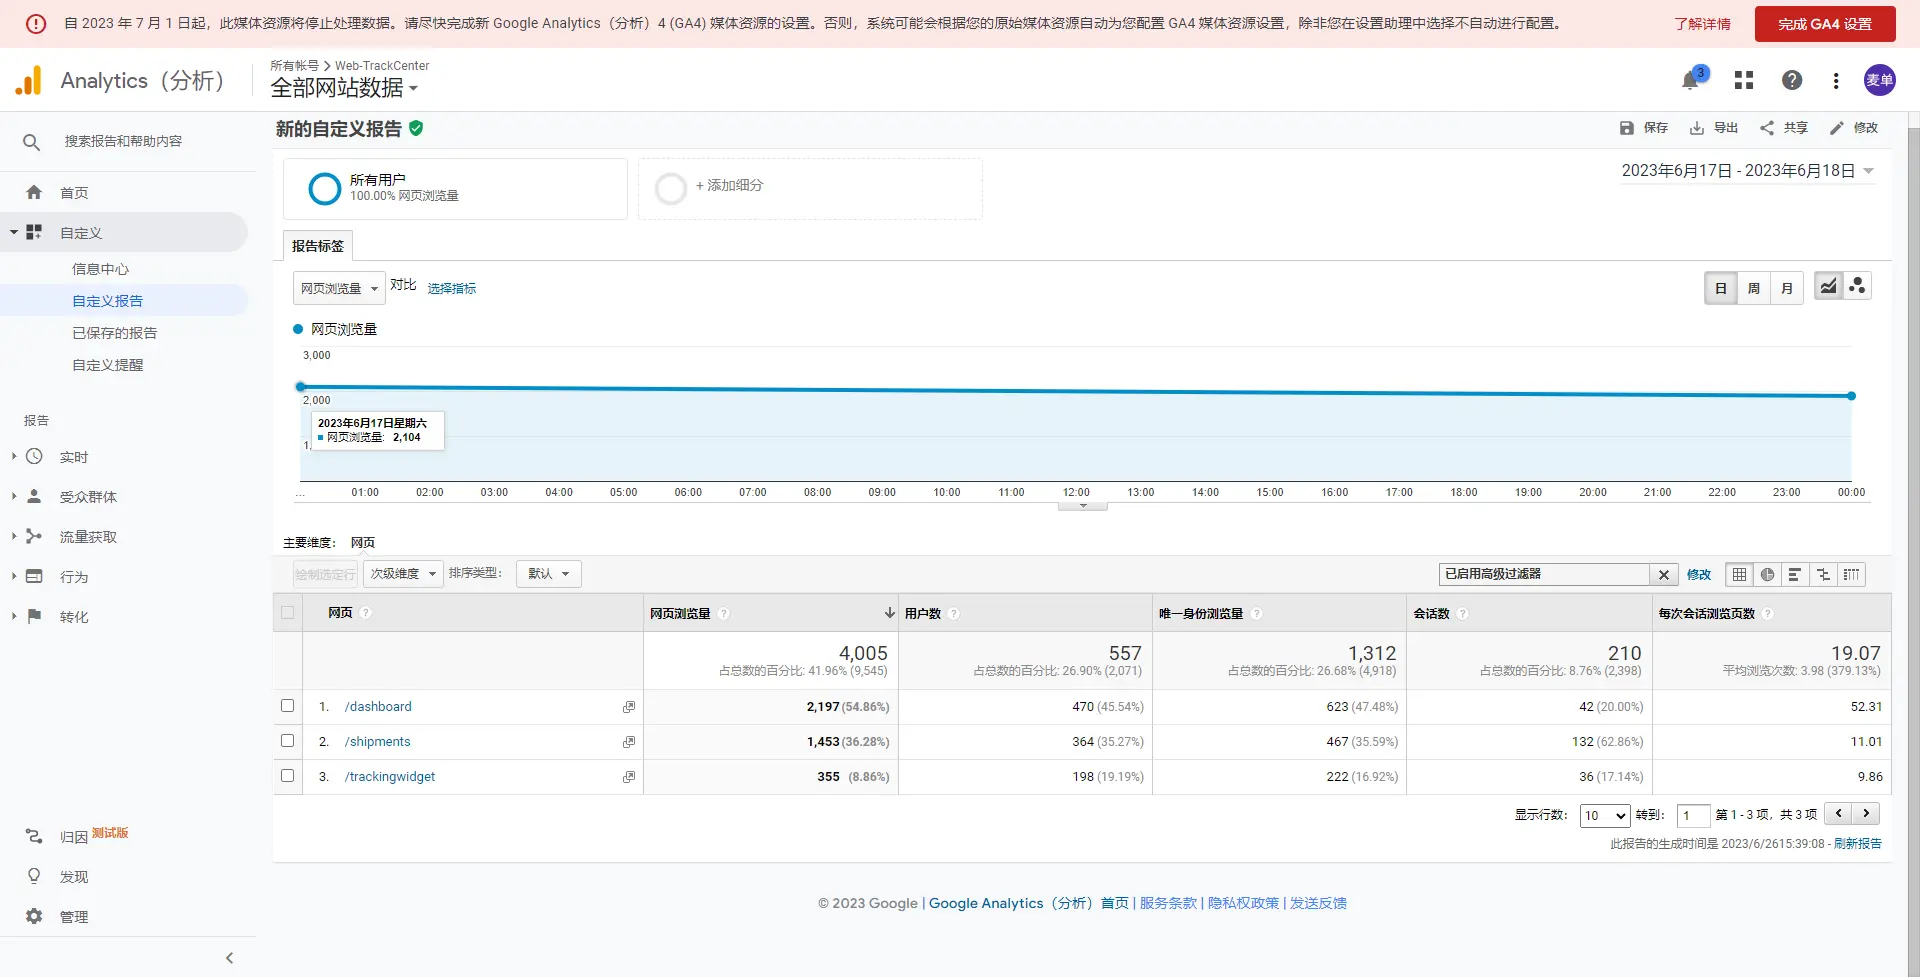 自 2023 年 7 月 1 日起，此媒体资源将停止处理数据。请尽快完成新 Google Analytics（分析）4 (GA4) 媒体资源的设置。否则，系统可能会根据您的原始媒体资源自动为您配置 GA4 媒体资源设置，除非您在设置助理中选择不自动进行配置。 了解详情 完成 GA4 设置
Analytics（分析）
所有帐号 > Web-TrackCenter
全部网站数据
3
麦单
搜索报告和帮助内容
首页
自定义
信息中心
自定义报告
已保存的报告
自定义提醒
报告
实时
受众群体
流量获取
行为
转化
归因 测试版
发现
管理
新的自定义报告
保存 导出 共享 修改
所有用户
100.00% 网页浏览量
+ 添加细分
2023年6月17日 - 2023年6月18日
报告标签
网页浏览量 对比 选择指标
日 周 月
网页浏览量
3,000
2,000
1,
2023年6月17日星期六
网页浏览量: 2,104
... 01:00 02:00 03:00 04:00 05:00 06:00 07:00 08:00 09:00 10:00 11:00 12:00 13:00 14:00 15:00 16:00 17:00 18:00 19:00 20:00 21:00 22:00 23:00 00:00
主要维度: 网页
绘制选定行 次级维度 排序类型: 默认
已启用高级过滤器 修改
网页 网页浏览量 用户数 唯一身份浏览量 会话数 每次会话浏览页数
4,005 557 1,312 210 19.07
占总数的百分比: 41.96% (9,545) 占总数的百分比: 26.90% (2,071) 占总数的百分比: 26.68% (4,918) 占总数的百分比: 8.76% (2,398) 平均浏览次数: 3.98 (379.13%)
1. /dashboard 2,197 (54.86%) 470 (45.54%) 623 (47.48%) 42 (20.00%) 52.31
2. /shipments 1,453 (36.28%) 364 (35.27%) 467 (35.59%) 132 (62.86%) 11.01
3. /trackingwidget 355 (8.86%) 198 (19.19%) 222 (16.92%) 36 (17.14%) 9.86
显示行数: 10 转到: 1 第 1 - 3 项，共 3 项
此报告的生成时间是 2023/6/2615:39:08 - 刷新报告
© 2023 Google | Google Analytics（分析）首页 | 服务条款 | 隐私权政策 | 发送反馈